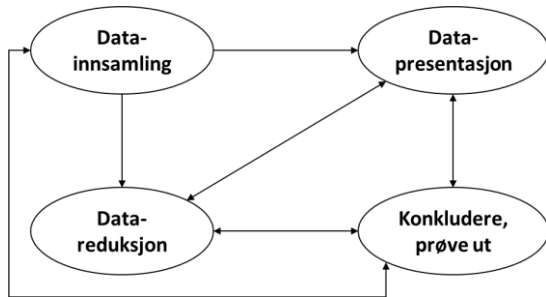 Data-
innsamling
Data-
presentasjon
Data-
reduksjon
Konkludere,
prøve ut